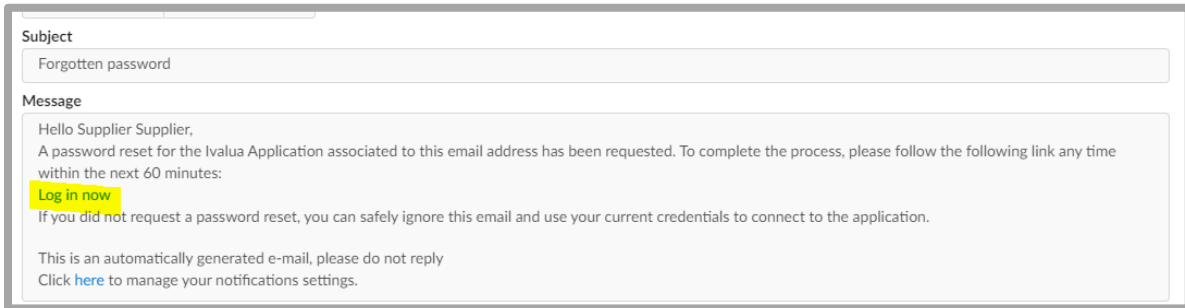 Subject
Forgotten password
Message
Hello Supplier Supplier,
A password reset for the Ivalua Application associated to this email address has been requested. To complete the process, please follow the following link any time
within the next 60 minutes:
Log in now
If you did not request a password reset, you can safely ignore this email and use your current credentials to connect to the application.
This is an automatically generated e-mail, please do not reply
Click here to manage your notifications settings.